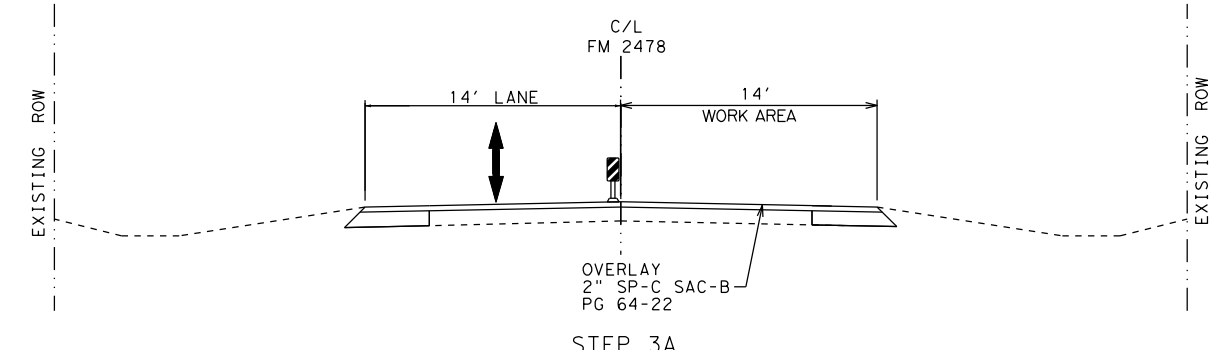 C/L
FM 2478
14' LANE
14'
WORK AREA
EXISTING ROW
EXISTING ROW
OVERLAY
2" SP-C SAC-B
PG 64-22
STEP 3A